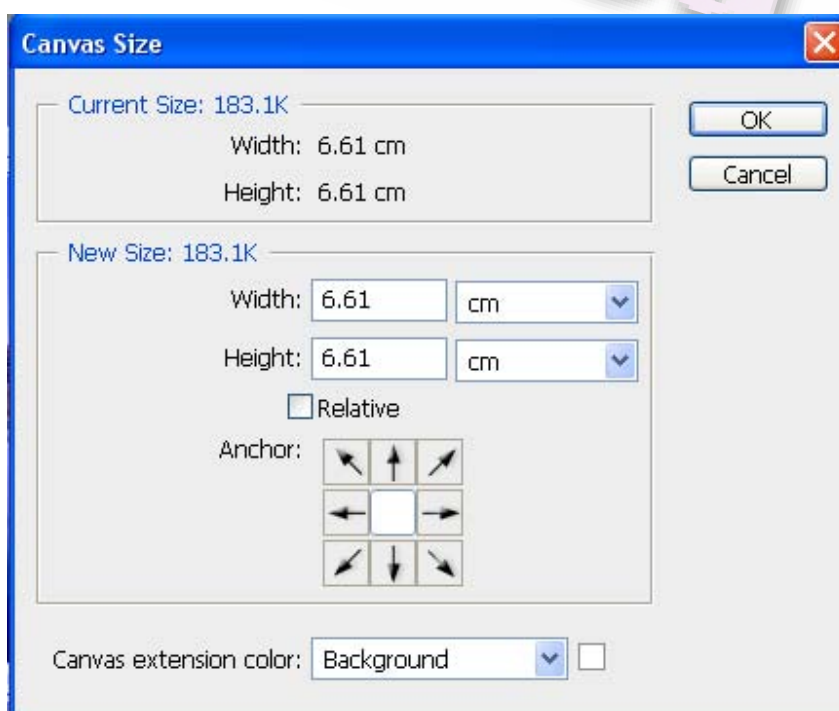 Canvas Size
Current Size: 183.1K
OK
Width: 6.61 cm
Cancel
Height: 6.61 cm
New Size: 183.1K
Width: 6.61 cm
Height: 6.61 cm
Relative
Anchor:
Canvas extension color: Background